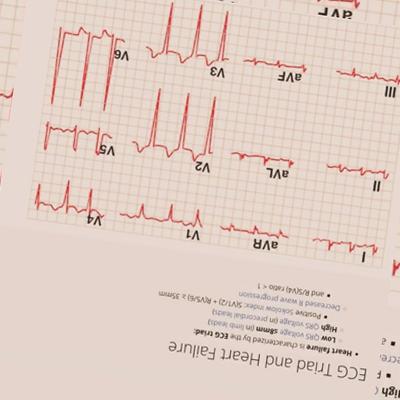 ECG Triad and Heart Failure
Heart failure is characterized by the ECG triad:
Low QRS voltage ≤8mm (in limb leads)
High QRS voltage (in precordial leads)
Positive Sokolow index: S(V1/2) + R(V5/6) ≥ 35mm
Decreased R wave progression
and R/S(V4) ratio < 1
I aVR V1 V4
II aVL V2 V5
III aVF V3 V6
aVF